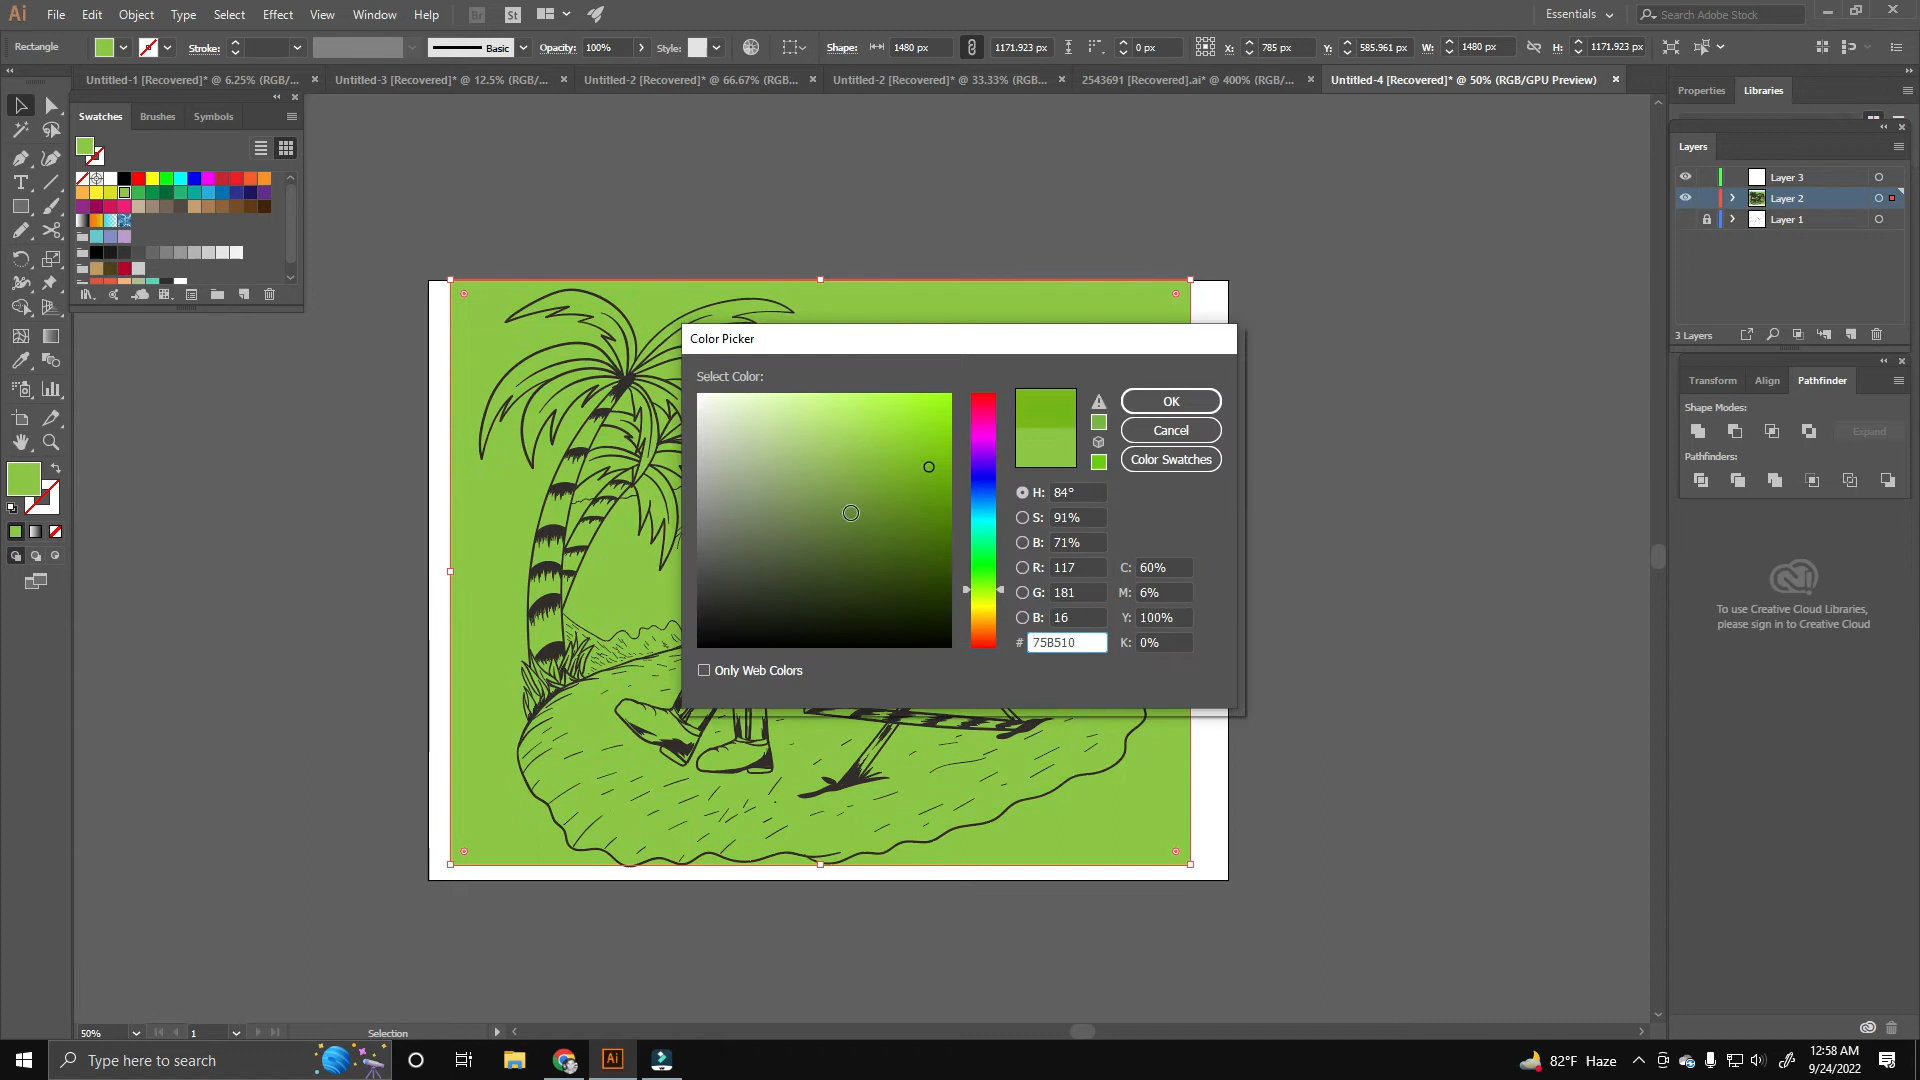 Ai File Edit Object Type Select Effect View Window Help Br St Essentials Search Adobe Stock
Rectangle Stroke: Basic Opacity: 100% Style: Shape: 1480 px 1171.923 px 0 px X: 785 px Y: 585.961 px W: 1480 px H: 1171.923 px
Untitled-1 [Recovered]* @ 6.25% (RGB/... Untitled-3 [Recovered]* @ 12.5% (RGB/... Untitled-2 [Recovered]* @ 66.67% (RGB... Untitled-2 [Recovered]* @ 33.33% (RGB... 2543691 [Recovered].ai* @ 400% (RGB/... Untitled-4 [Recovered]* @ 50% (RGB/GPU Preview)
Properties Libraries
Swatches Brushes Symbols
Layers
Layer 3
Layer 2
Layer 1
3 Layers
Transform Align Pathfinder
Shape Modes:
Expand
Pathfinders:
To use Creative Cloud Libraries,
please sign in to Creative Cloud
Color Picker
Select Color:
OK
Cancel
Color Swatches
H: 84°
S: 91%
B: 71%
R: 117 C: 60%
G: 181 M: 6%
B: 16 Y: 100%
# 75B510 K: 0%
Only Web Colors
50% 1 Selection
Type here to search Ai 82°F Haze 12:58 AM
9/24/2022